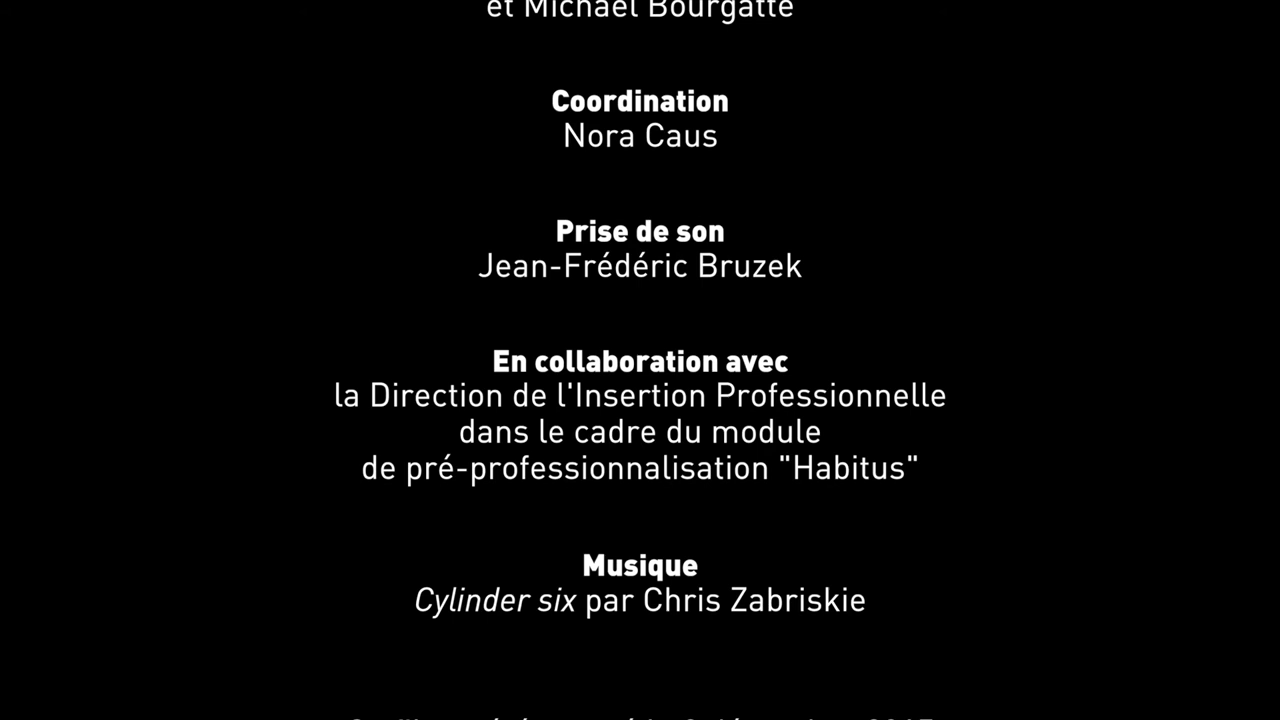 et Michaël Bourgatte
Coordination
Nora Caus
Prise de son
Jean-Frédéric Bruzek
En collaboration avec
la Direction de l'Insertion Professionnelle
dans le cadre du module
de pré-professionnalisation "Habitus"
Musique
Cylinder six par Chris Zabriskie